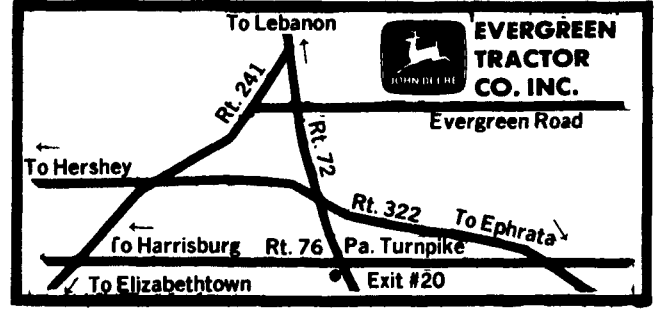 To Lebanon
EVERGREEN
TRACTOR
CO. INC.
JOHN DEERE
Rt. 241
Evergreen Road
Rt. 72
To Hershey
Rt. 322
To Ephrata
To Harrisburg Rt. 76 Pa. Turnpike
To Elizabethtown Exit #20